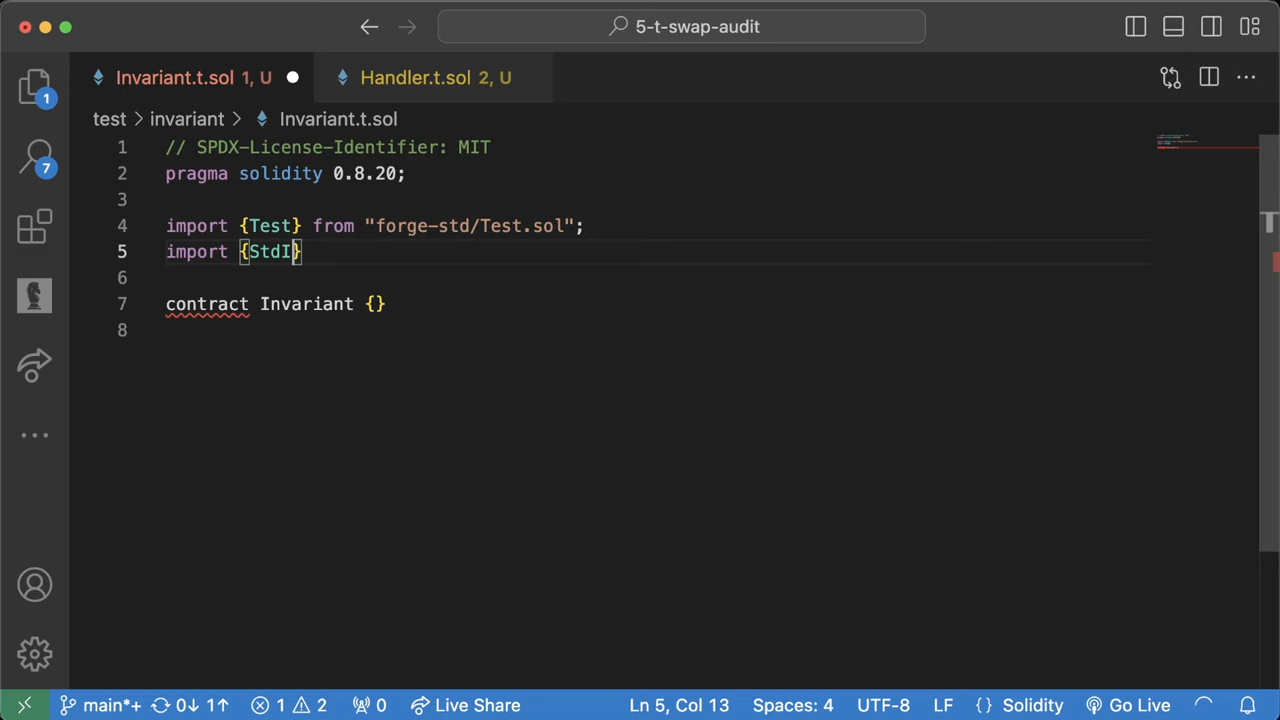 5-t-swap-audit
Invariant.t.sol 1, U
Handler.t.sol 2, U
test > invariant > Invariant.t.sol
1 // SPDX-License-Identifier: MIT
2 pragma solidity 0.8.20;
3
4 import {Test} from "forge-std/Test.sol";
5 import {StdI}
6
7 contract Invariant {}
8
1
7
main*+ 0↓ 1↑ 1 2 0 Live Share Ln 5, Col 13 Spaces: 4 UTF-8 LF {} Solidity Go Live